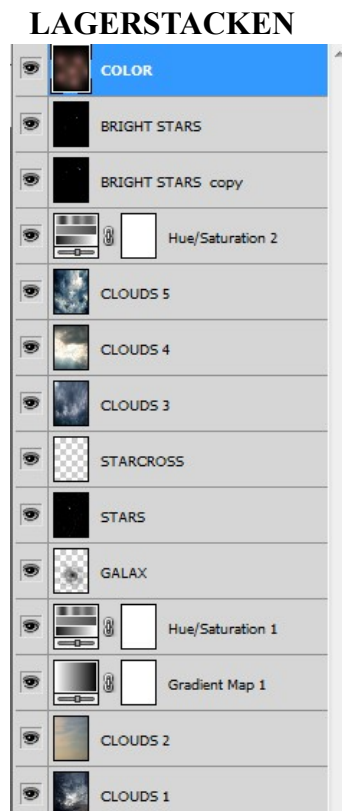 LAGERSTACKEN
COLOR
BRIGHT STARS
BRIGHT STARS copy
Hue/Saturation 2
CLOUDS 5
CLOUDS 4
CLOUDS 3
STARCROSS
STARS
GALAX
Hue/Saturation 1
Gradient Map 1
CLOUDS 2
CLOUDS 1